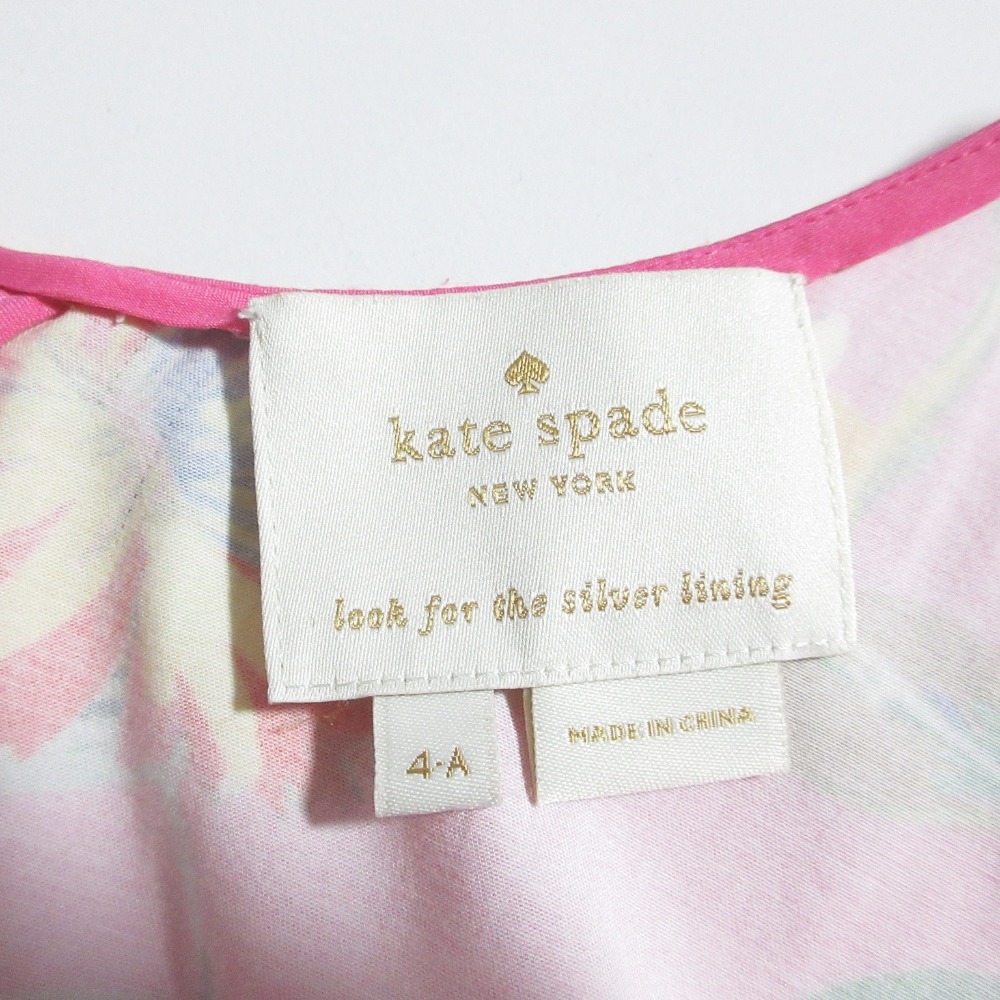 kate spade
NEW YORK
look for the silver lining
4-A
MADE IN CHINA